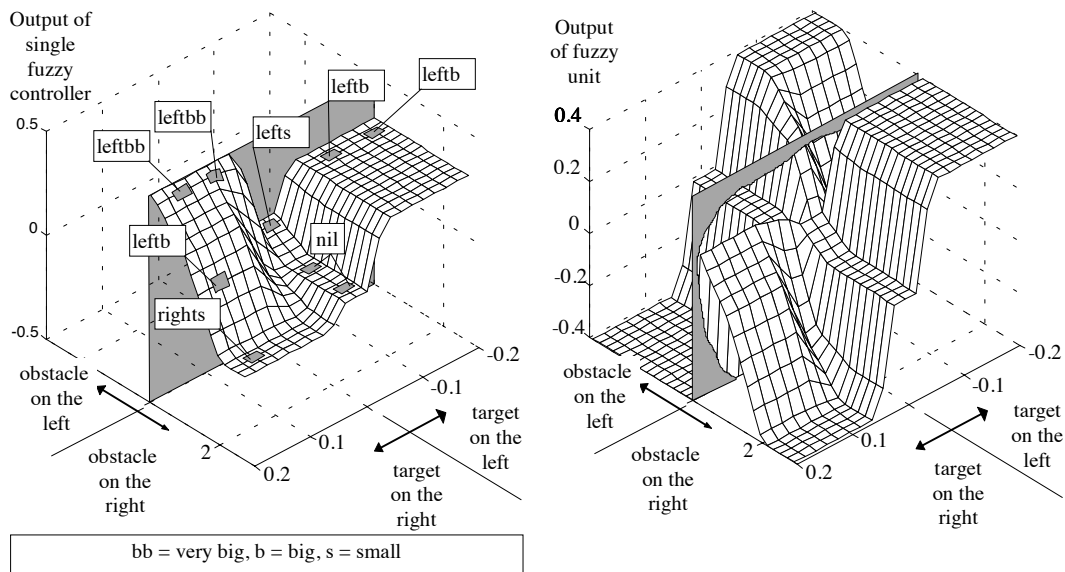 Output of
single
fuzzy
controller
0.5
0
-0.5
leftbb
leftbb
lefts
leftb
leftb
leftb
nil
rights
obstacle
on the
left
obstacle
on the
right
2
0.2
0.1
-0.1
-0.2
target
on the
left
target
on the
right
bb = very big, b = big, s = small
Output
of fuzzy
unit
0.4
0.2
0
-0.2
-0.4
obstacle
on the
left
obstacle
on the
right
2
0.2
0.1
-0.1
-0.2
target
on the
left
target
on the
right